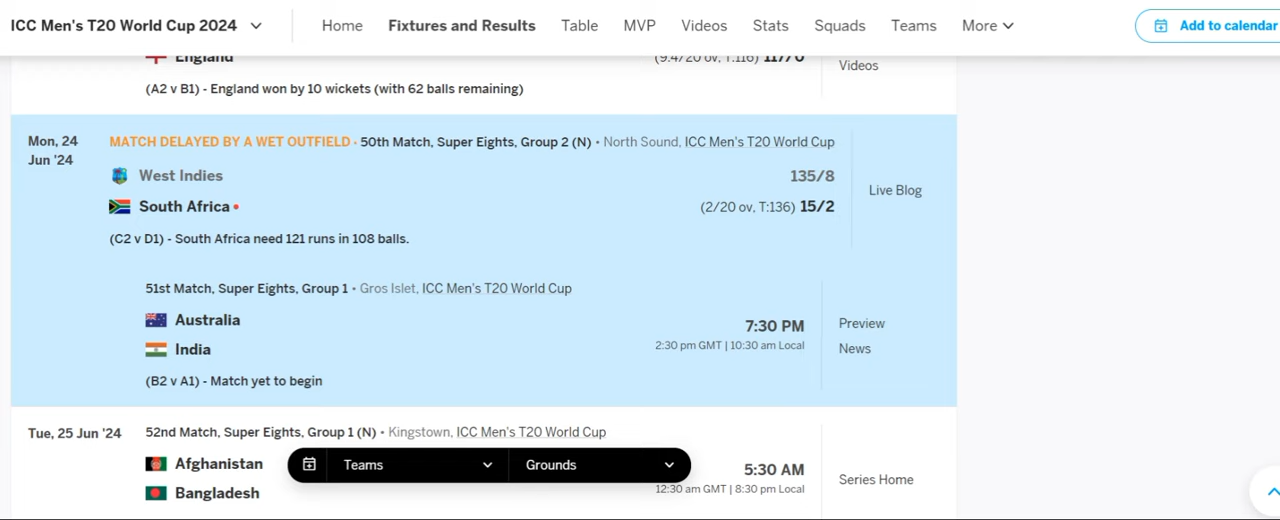 ICC Men's T20 World Cup 2024 Home Fixtures and Results Table MVP Videos Stats Squads Teams More Add to calendar
England (9.4/20 ov, T:116) 117/0
Videos
(A2 v B1) - England won by 10 wickets (with 62 balls remaining)
Mon, 24 Jun '24
MATCH DELAYED BY A WET OUTFIELD · 50th Match, Super Eights, Group 2 (N) • North Sound, ICC Men's T20 World Cup
West Indies 135/8
South Africa • (2/20 ov, T:136) 15/2
Live Blog
(C2 v D1) - South Africa need 121 runs in 108 balls.
51st Match, Super Eights, Group 1 • Gros Islet, ICC Men's T20 World Cup
Australia
India
7:30 PM
2:30 pm GMT | 10:30 am Local
Preview
News
(B2 v A1) - Match yet to begin
Tue, 25 Jun '24
52nd Match, Super Eights, Group 1 (N) • Kingstown, ICC Men's T20 World Cup
Afghanistan
Bangladesh
Teams Grounds
5:30 AM
12:30 am GMT | 8:30 pm Local
Series Home